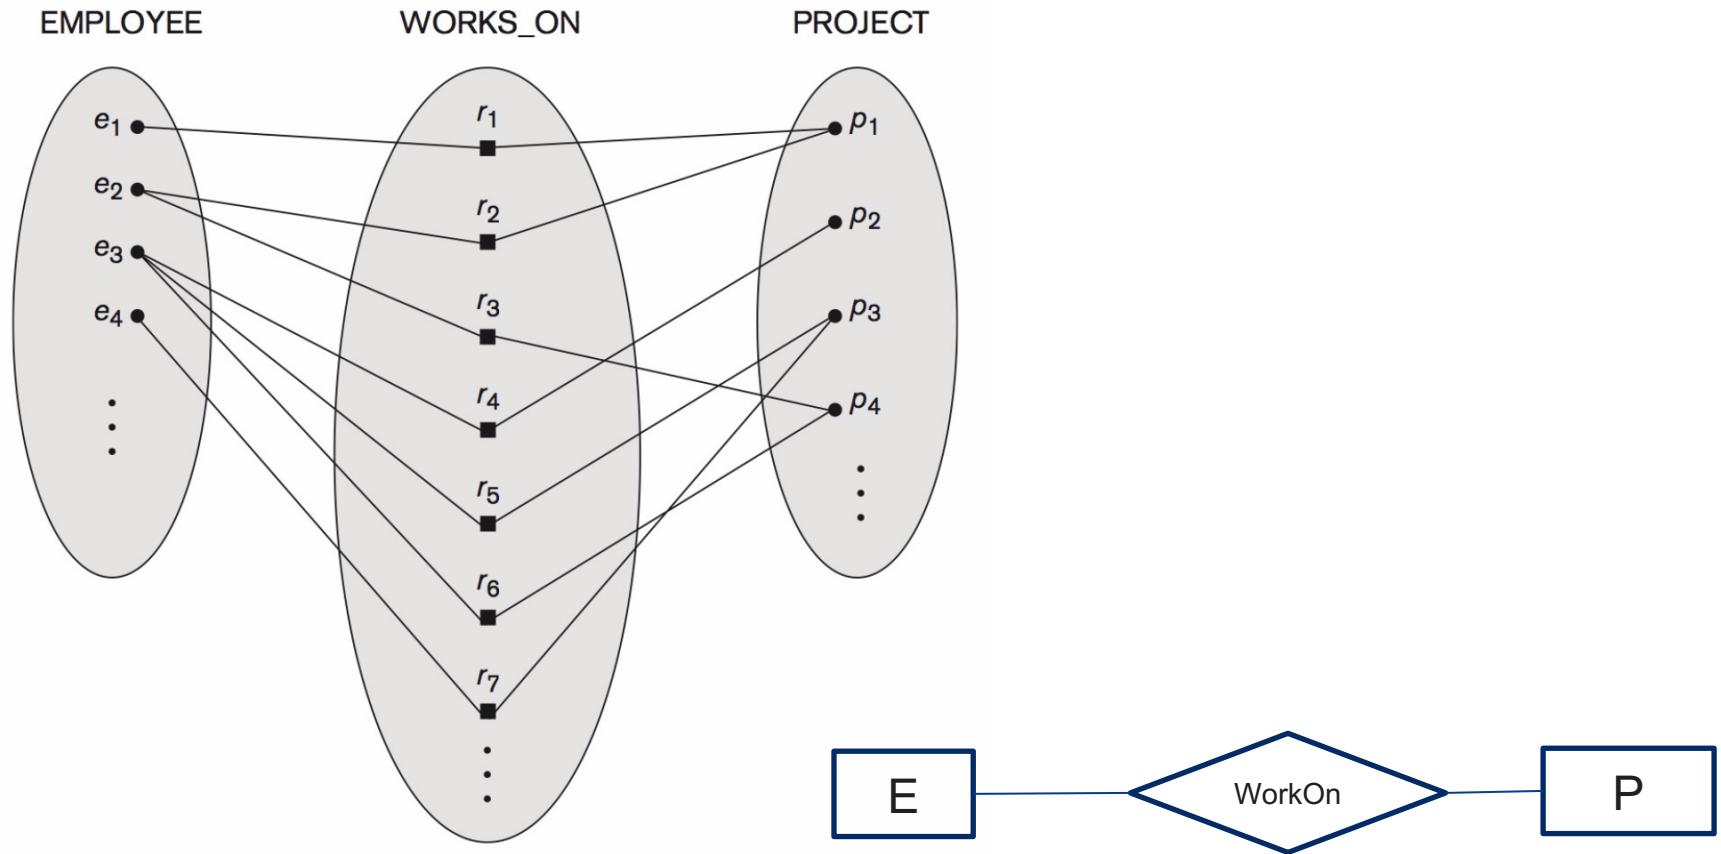 EMPLOYEE WORKS_ON PROJECT
e1 r1 p1
e2 r2 p2
e3 r3 p3
e4 r4 p4
r5
r6
r7
E WorkOn P